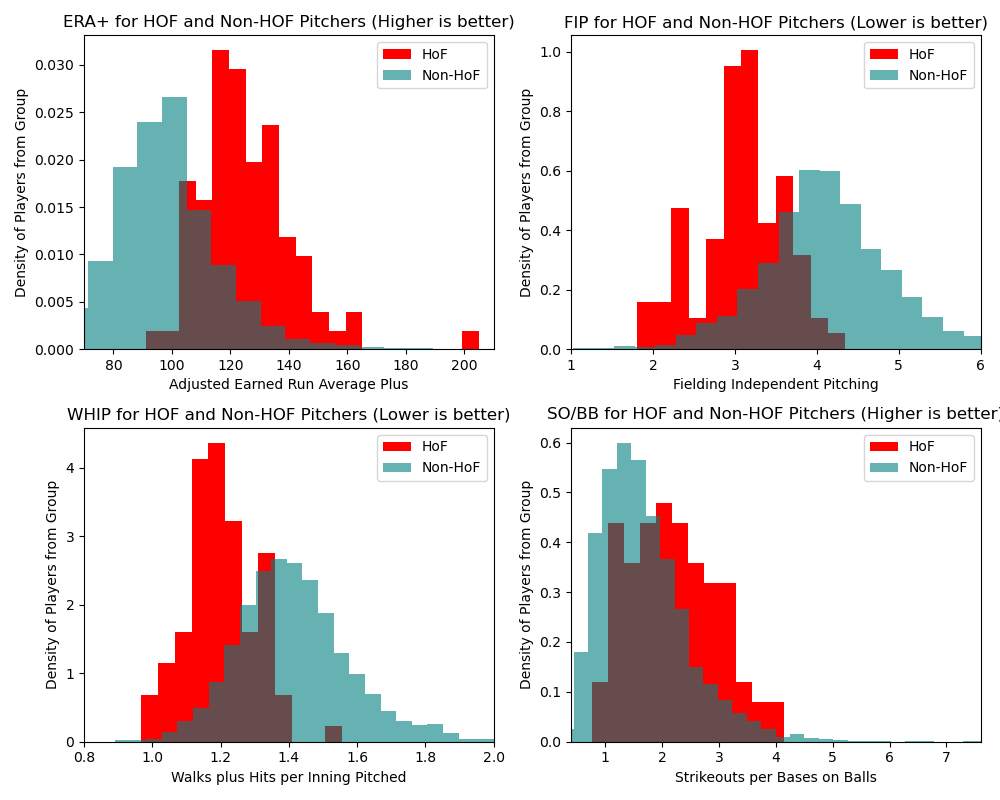 ERA+ for HOF and Non-HOF Pitchers (Higher is better)
HoF
Non-HoF
Density of Players from Group
0.030
0.025
0.020
0.015
0.010
0.005
0.000
80 100 120 140 160 180 200
Adjusted Earned Run Average Plus
FIP for HOF and Non-HOF Pitchers (Lower is better)
HoF
Non-HoF
Density of Players from Group
1.0
0.8
0.6
0.4
0.2
0.0
1 2 3 4 5 6
Fielding Independent Pitching
WHIP for HOF and Non-HOF Pitchers (Lower is better)
HoF
Non-HoF
Density of Players from Group
4
3
2
1
0
0.8 1.0 1.2 1.4 1.6 1.8 2.0
Walks plus Hits per Inning Pitched
SO/BB for HOF and Non-HOF Pitchers (Higher is better)
HoF
Non-HoF
Density of Players from Group
0.6
0.5
0.4
0.3
0.2
0.1
0.0
1 2 3 4 5 6 7
Strikeouts per Bases on Balls